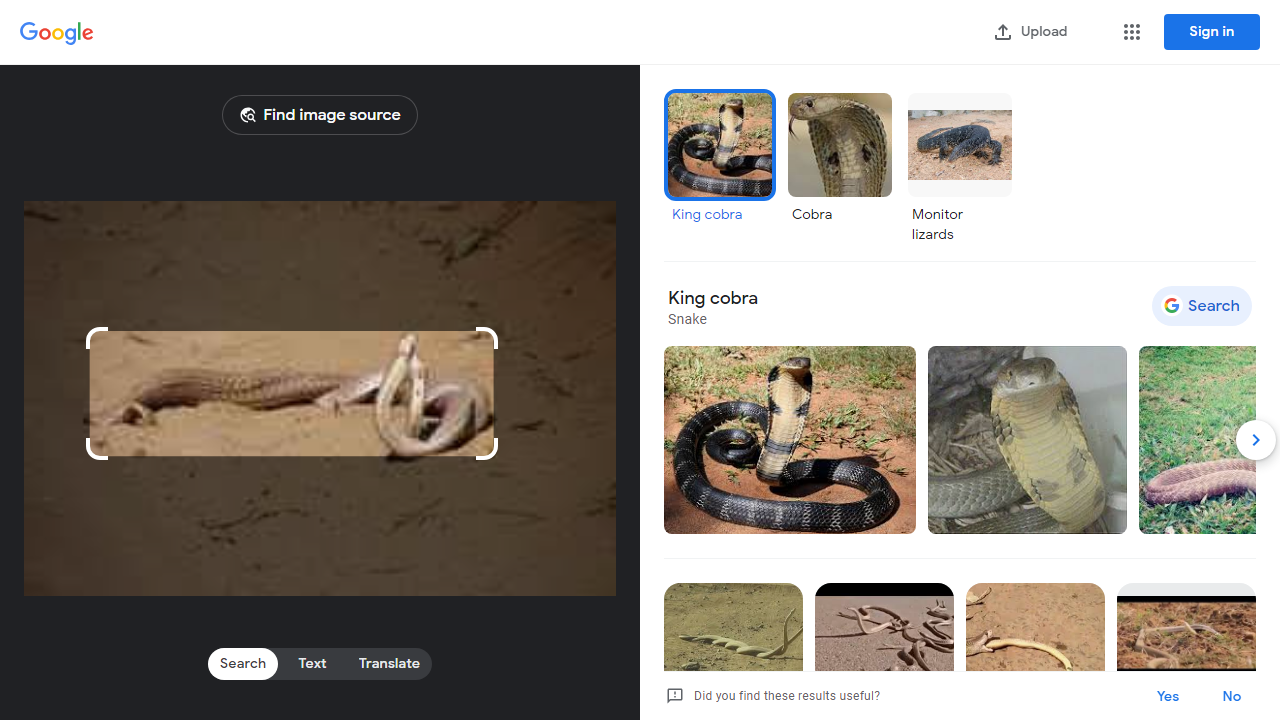 Google
Upload
Sign in
Find image source
King cobra
Cobra
Monitor
lizards
King cobra
Snake
Search
Search
Text
Translate
Did you find these results useful?
Yes
No